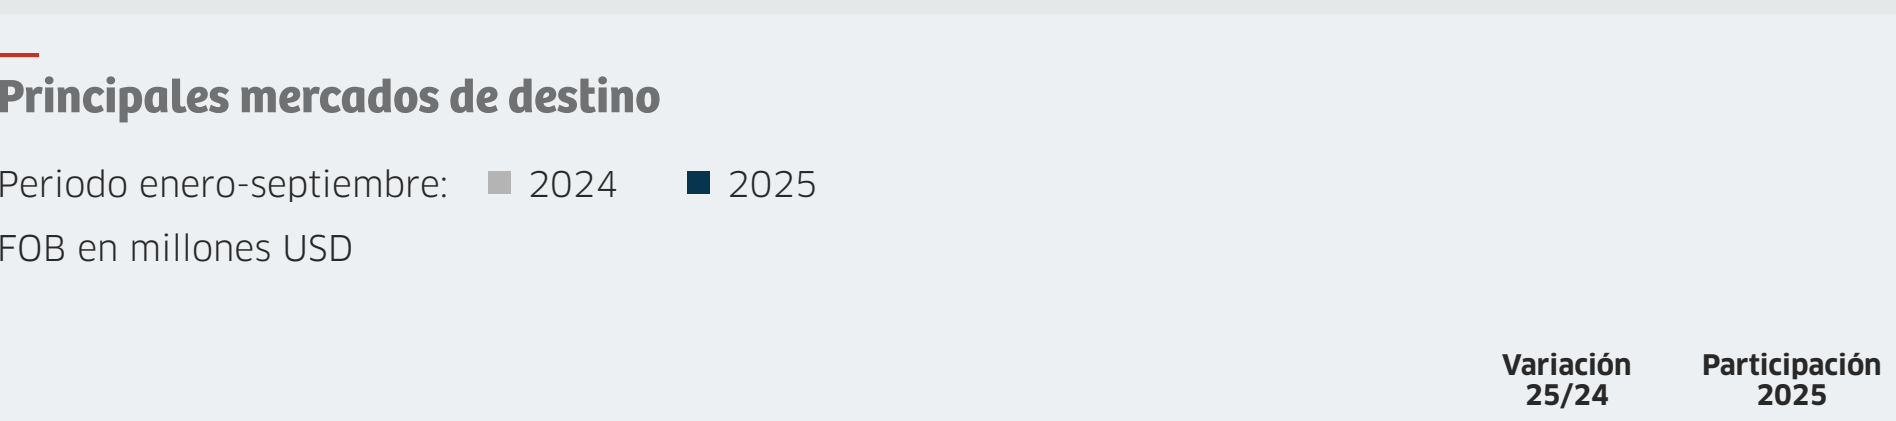 Principales mercados de destino
Periodo enero-septiembre: 2024 2025
FOB en millones USD
Variación Participación
25/24 2025